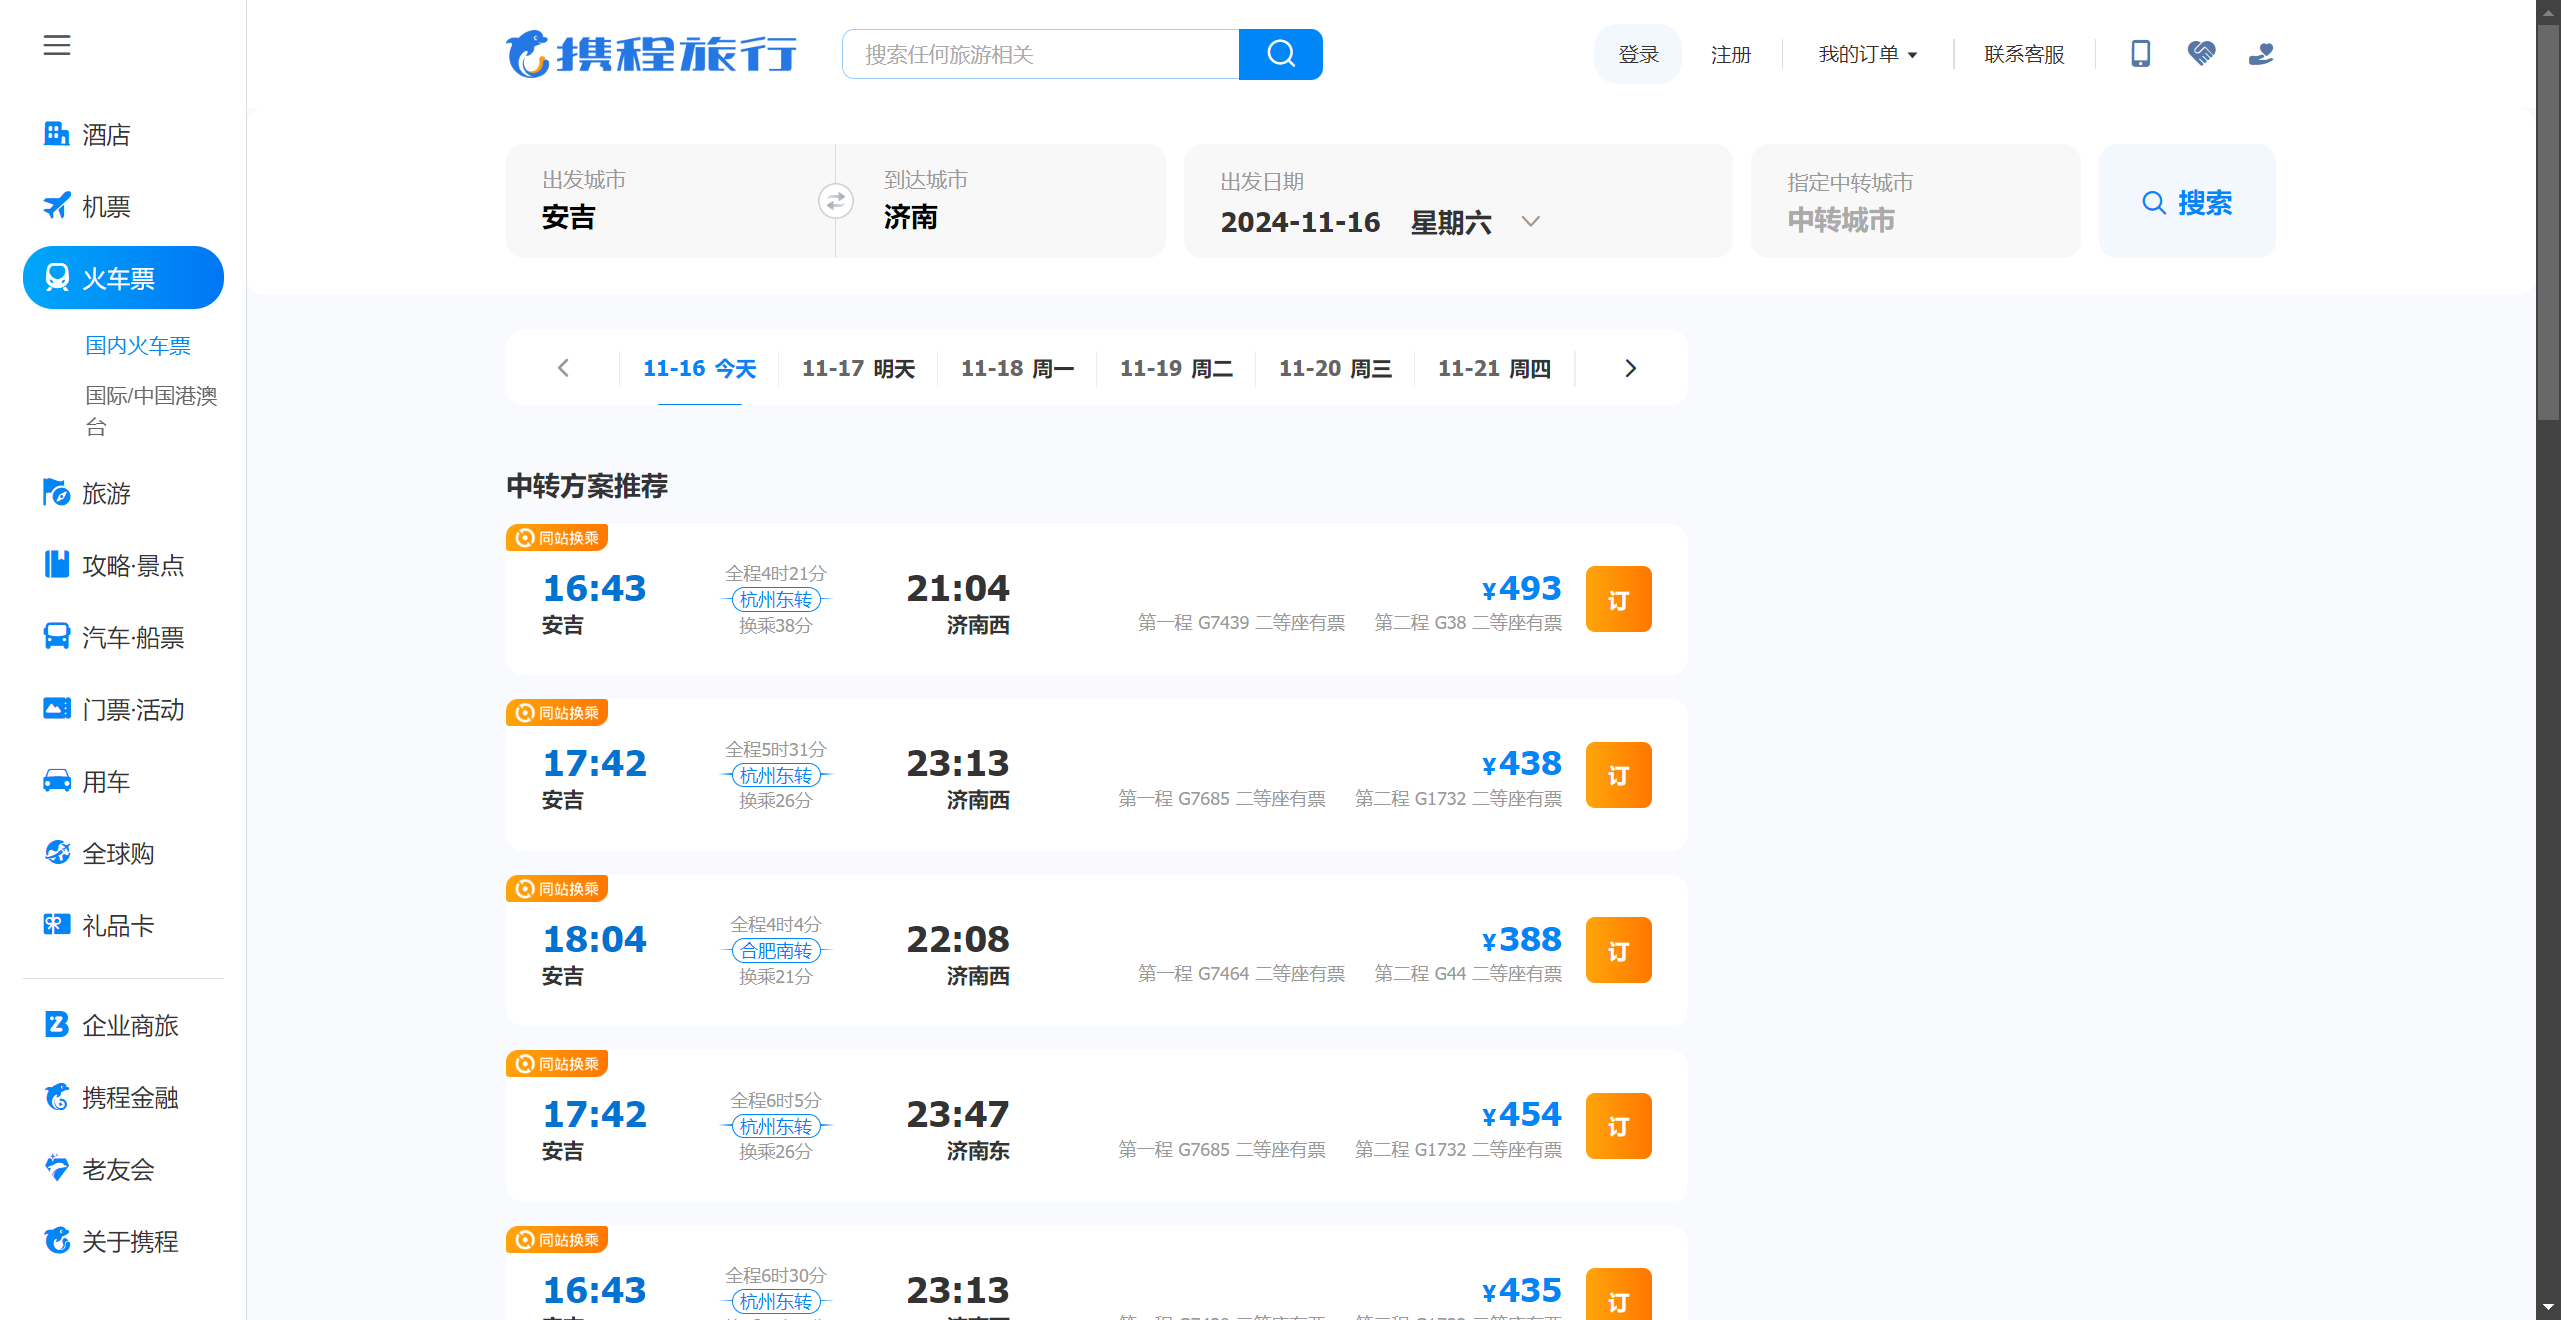 携程旅行
搜索任何旅游相关
登录
注册
我的订单
联系客服
酒店
机票
火车票
国内火车票
国际/中国港澳
台
旅游
攻略·景点
汽车·船票
门票·活动
用车
全球购
礼品卡
企业商旅
携程金融
老友会
关于携程
出发城市
安吉
到达城市
济南
出发日期
2024-11-16 星期六
指定中转城市
中转城市
搜索
11-16 今天
11-17 明天
11-18 周一
11-19 周二
11-20 周三
11-21 周四
中转方案推荐
同站换乘
16:43
安吉
全程4时21分
杭州东转
换乘38分
21:04
济南西
¥493
第一程 G7439 二等座有票 第二程 G38 二等座有票
订
同站换乘
17:42
安吉
全程5时31分
杭州东转
换乘26分
23:13
济南西
¥438
第一程 G7685 二等座有票 第二程 G1732 二等座有票
订
同站换乘
18:04
安吉
全程4时4分
合肥南转
换乘21分
22:08
济南西
¥388
第一程 G7464 二等座有票 第二程 G44 二等座有票
订
同站换乘
17:42
安吉
全程6时5分
杭州东转
换乘26分
23:47
济南东
¥454
第一程 G7685 二等座有票 第二程 G1732 二等座有票
订
同站换乘
16:43
全程6时30分
杭州东转
23:13
¥435
订